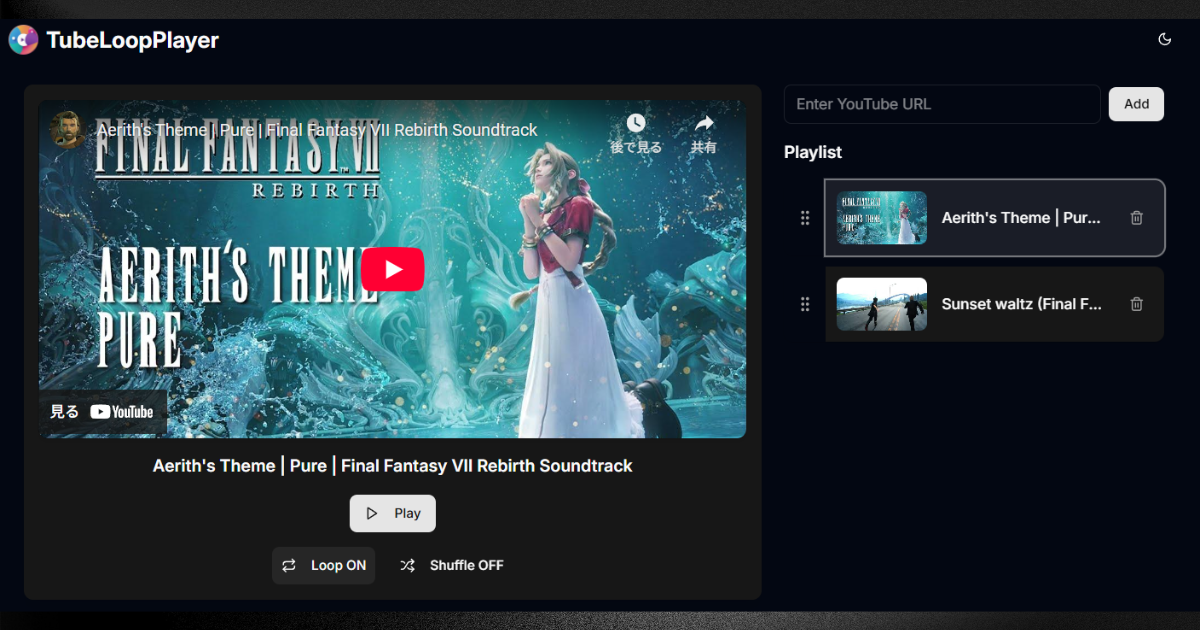 TubeLoopPlayer
Aerith's Theme | Pure | Final Fantasy VII Rebirth Soundtrack
後で見る
共有
FINAL FANTASY VII
REBIRTH
AERITH'S THEME
PURE
見る YouTube
Aerith's Theme | Pure | Final Fantasy VII Rebirth Soundtrack
Play
Loop ON
Shuffle OFF
Enter YouTube URL
Add
Playlist
Aerith's Theme | Pur...
Sunset waltz (Final F...